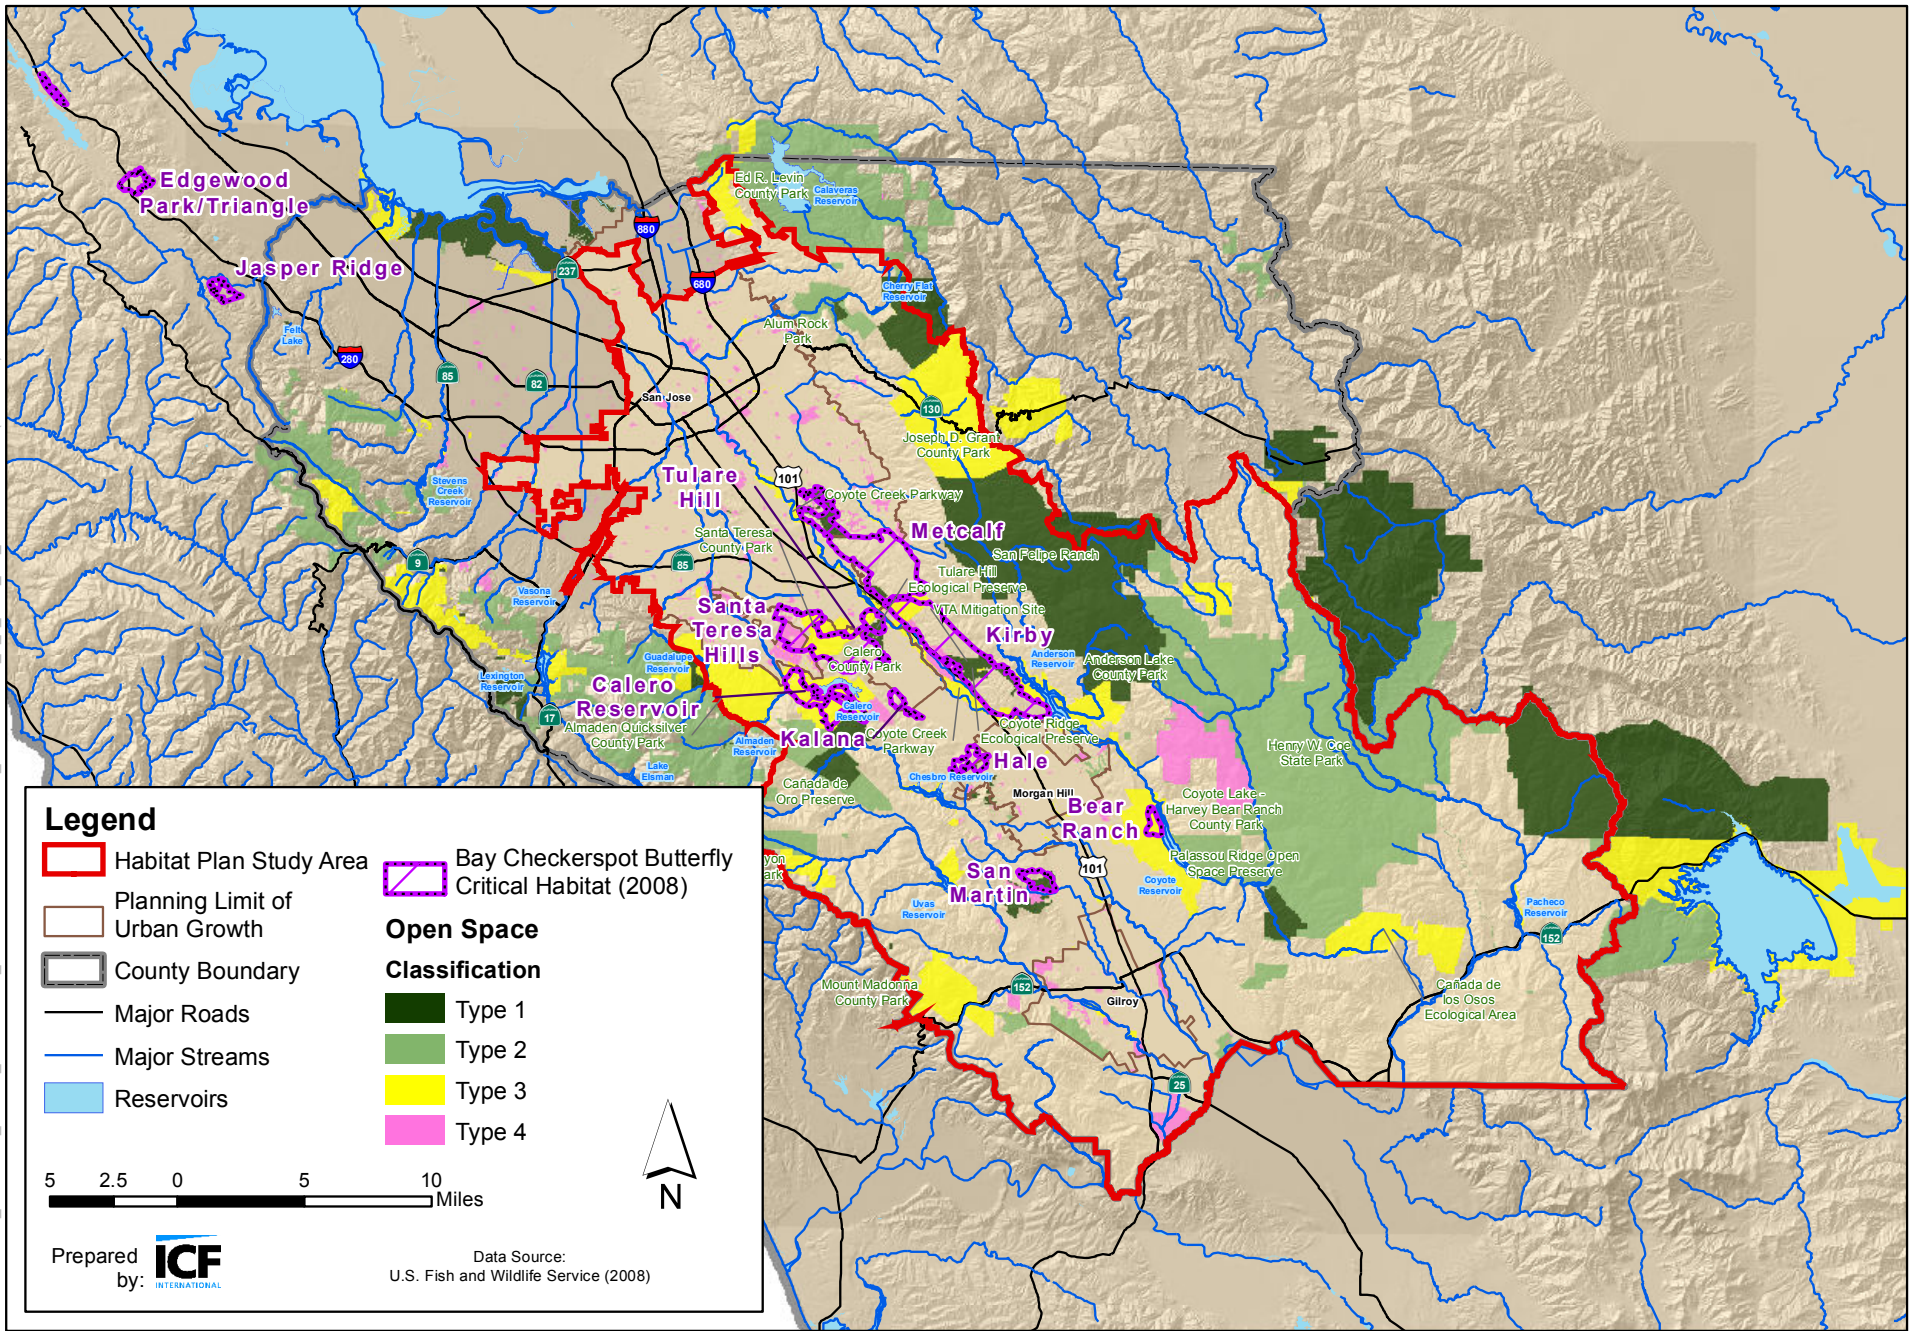 Edgewood
Park/Triangle
Jasper Ridge
Felt
Lake
Ed R. Levin
County Park
Calaveras
Reservoir
880
237
680
Cherry Flat
Reservoir
Alum Rock
Park
280
85
82
San Jose
130
Joseph D. Grant
County Park
Tulare
Hill
101
Coyote Creek Parkway
Stevens
Creek
Reservoir
Santa Teresa
County Park
Metcalf
San Felipe Ranch
9
85
Tulare Hill
Ecological Preserve
Vasona
Reservoir
VTA Mitigation Site
Santa
Teresa
Hills
Kirby
Anderson
Reservoir
Calero
County Park
Guadalupe
Reservoir
Anderson Lake
County Park
Lexington
Reservoir
Calero
Reservoir
Calero
Reservoir
17
Almaden Quicksilver
County Park
Kalana
Coyote Creek
Parkway
Coyote Ridge
Ecological Preserve
Almaden
Reservoir
Lake
Elsman
Hale
Henry W. Coe
State Park
Chesbro Reservoir
Cañada de
Oro Preserve
Morgan Hill
Bear
Ranch
Coyote Lake -
Harvey Bear Ranch
County Park
yon
ark
Palassou Ridge Open
Space Preserve
101
San
Martin
Coyote
Reservoir
Uvas
Reservoir
Pacheco
Reservoir
152
Mount Madonna
County Park
152
Gilroy
Cañada de
los Osos
Ecological Area
25
Legend
Habitat Plan Study Area
Planning Limit of
Urban Growth
County Boundary
Major Roads
Major Streams
Reservoirs
Bay Checkerspot Butterfly
Critical Habitat (2008)
Open Space
Classification
Type 1
Type 2
Type 3
Type 4
5 2.5 0 5 10
Miles
N
Prepared
by:
ICF
INTERNATIONAL
Data Source:
U.S. Fish and Wildlife Service (2008)